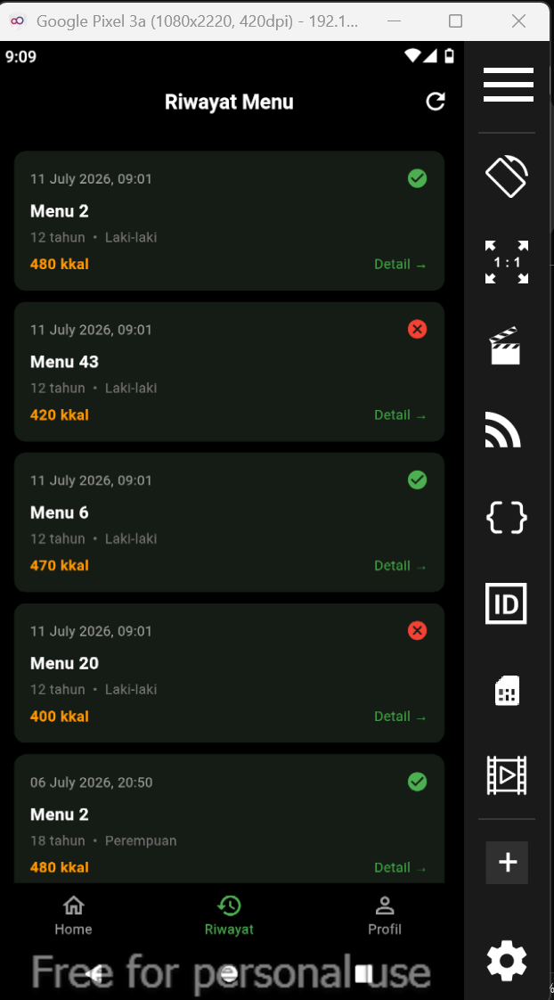 Google Pixel 3a (1080x2220, 420dpi) - 192.1...
9:09
Riwayat Menu
11 July 2026, 09:01
Menu 2
12 tahun • Laki-laki
480 kkal
Detail →
11 July 2026, 09:01
Menu 43
12 tahun • Laki-laki
420 kkal
Detail →
11 July 2026, 09:01
Menu 6
12 tahun • Laki-laki
470 kkal
Detail →
11 July 2026, 09:01
Menu 20
12 tahun • Laki-laki
400 kkal
Detail →
06 July 2026, 20:50
Menu 2
18 tahun • Perempuan
480 kkal
Detail →
Home
Riwayat
Profil
Free for personal use
1 : 1
{ }
ID